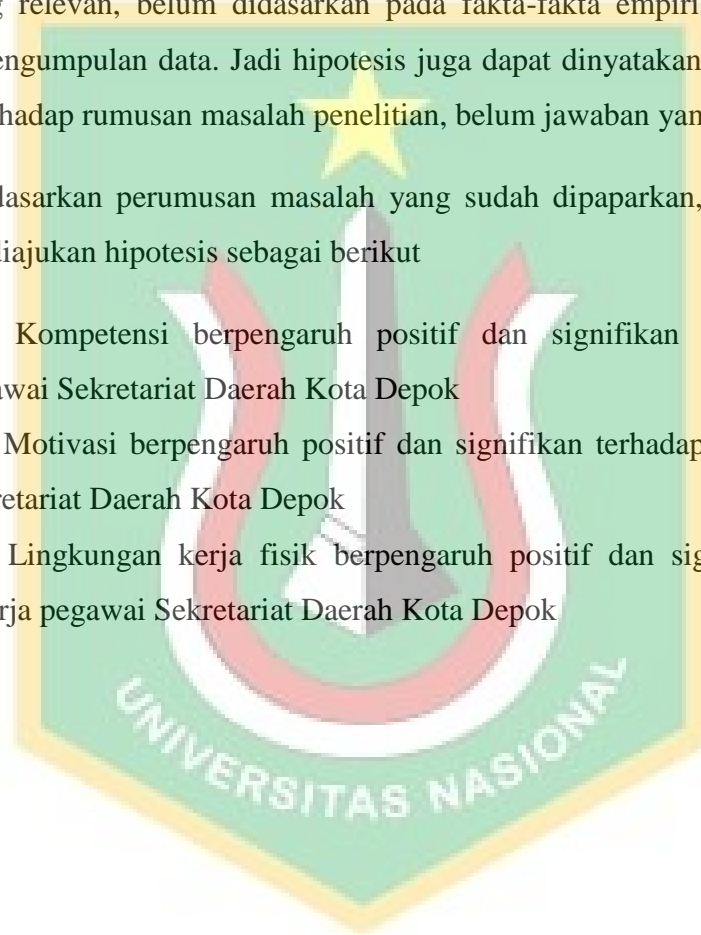 relevan, belum didasarkan pada fakta-fakta empiri
engumpulan data. Jadi hipotesis juga dapat dinyatakan
hadap rumusan masalah penelitian, belum jawaban yan
dasarkan perumusan masalah yang sudah dipaparkan,
diajukan hipotesis sebagai berikut
Kompetensi berpengaruh positif dan signifikan
awai Sekretariat Daerah Kota Depok
Motivasi berpengaruh positif dan signifikan terhadap
retariat Daerah Kota Depok
Lingkungan kerja fisik berpengaruh positif dan sig
rja pegawai Sekretariat Daerah Kota Depok
UNIVERSITAS NASIONAL